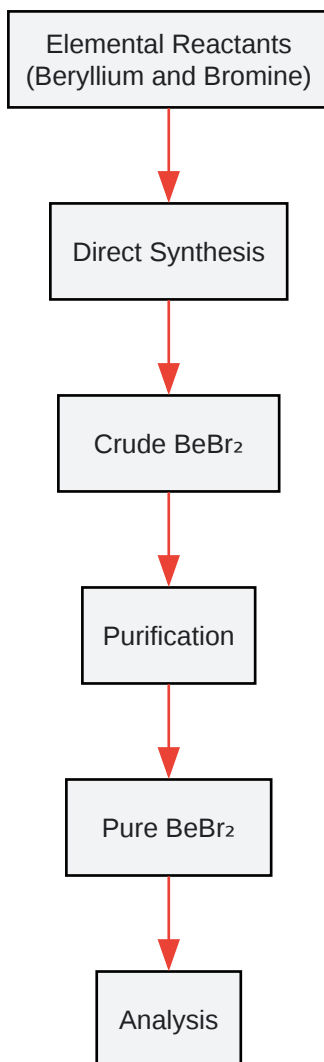 Elemental Reactants
(Beryllium and Bromine)
Direct Synthesis
Crude BeBr₂
Purification
Pure BeBr₂
Analysis